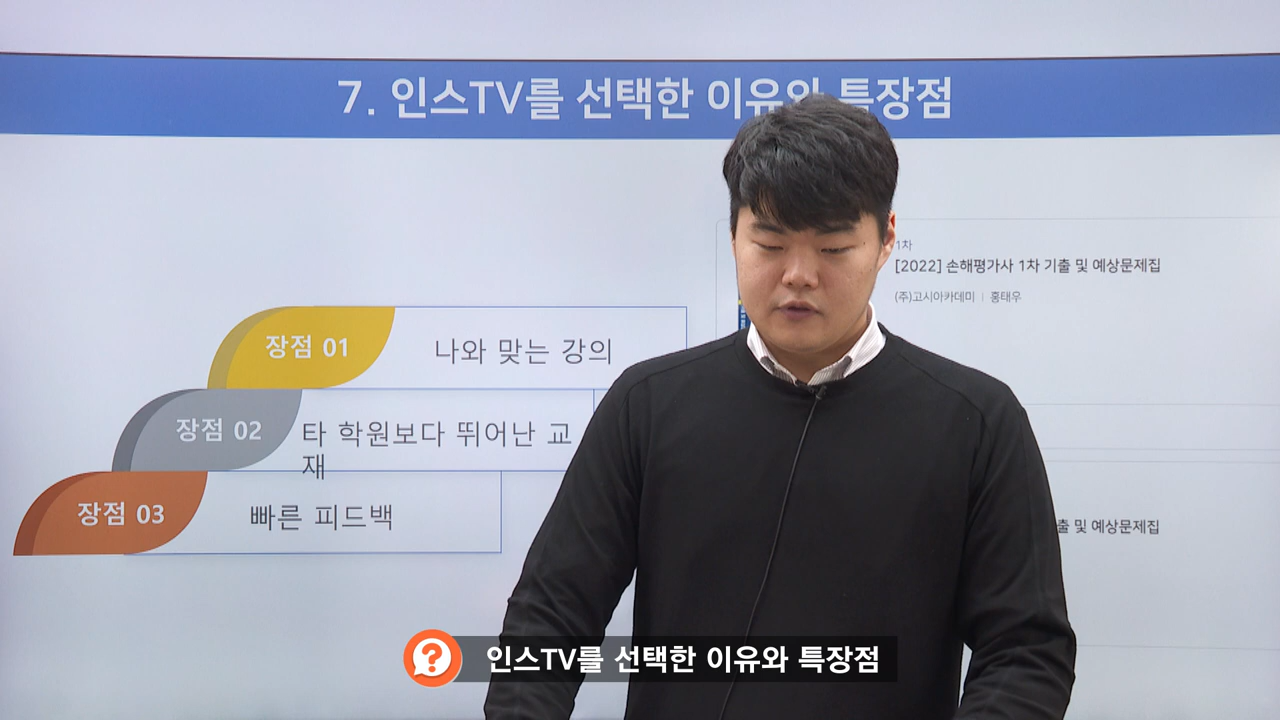 7. 인스TV를 선택한 이유와 특장점
1차
[2022] 손해평가사 1차 기출 및 예상문제집
(주)고시아카데미 | 홍태우
장점 01
나와 맞는 강의
장점 02
타 학원보다 뛰어난 교
재
장점 03
빠른 피드백
출 및 예상문제집
인스TV를 선택한 이유와 특장점